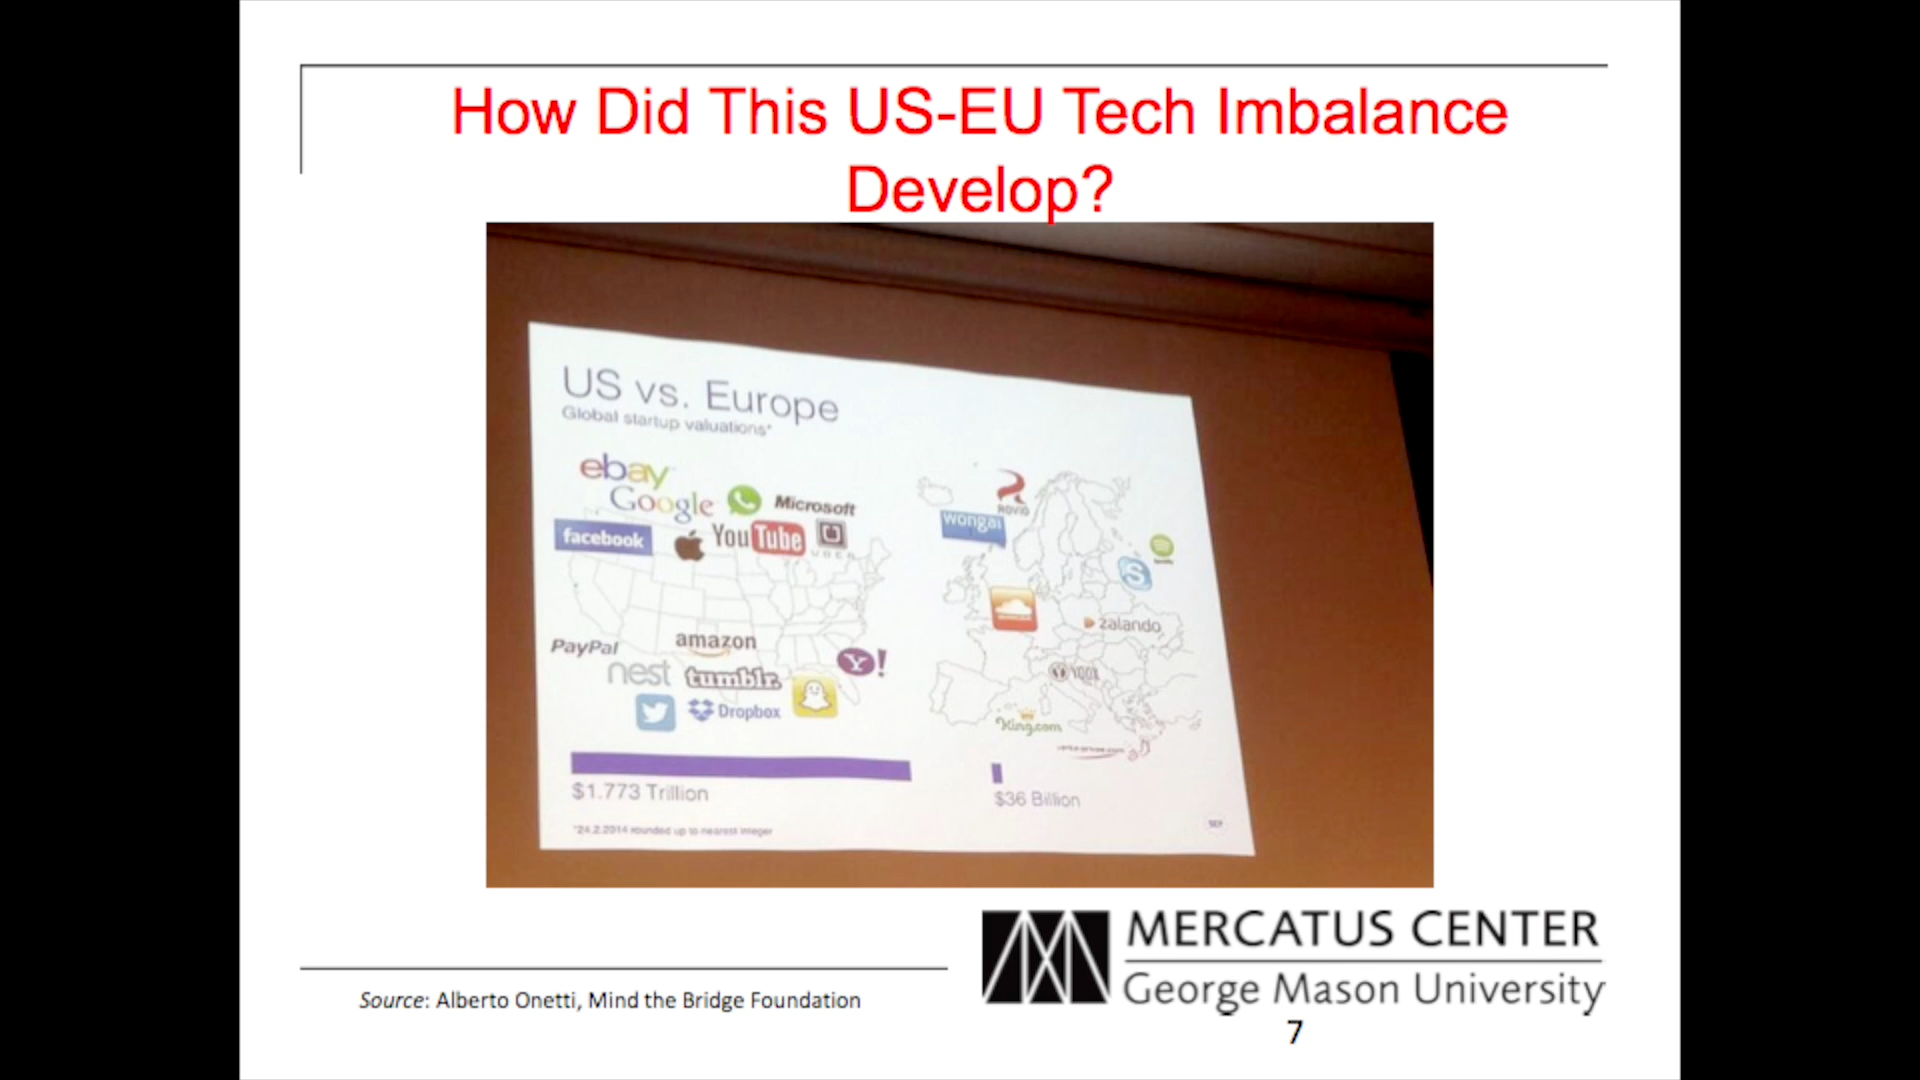 How Did This US-EU Tech Imbalance
Develop?
US vs. Europe
Global startup valuations*
ebay
Google
Microsoft
facebook
YouTube
UBER
PayPal
amazon
nest
tumblr.
Y!
Dropbox
ROVIO
wongai
S
zalando
YOOX
King.com
$1.773 Trillion
$36 Billion
*24.2.2014 rounded up to nearest integer
MERCATUS CENTER
George Mason University
Source: Alberto Onetti, Mind the Bridge Foundation
7